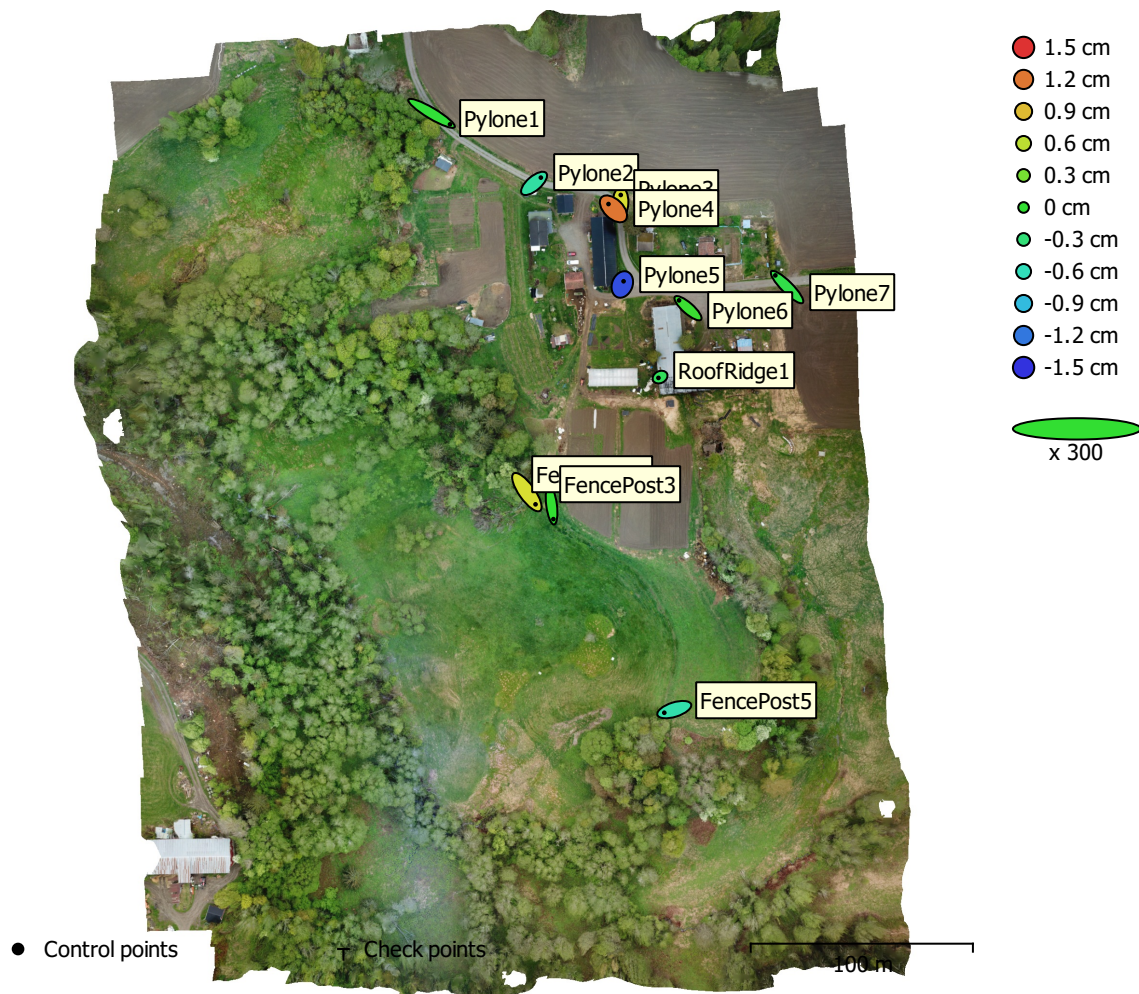 Pylone1
Pylone2
Pylone3
Pylone4
Pylone5
Pylone7
Pylone6
RoofRidge1
Fe
FencePost3
FencePost5
1.5 cm
1.2 cm
0.9 cm
0.6 cm
0.3 cm
0 cm
-0.3 cm
-0.6 cm
-0.9 cm
-1.2 cm
-1.5 cm
x 300
Control points
Check points
100 m